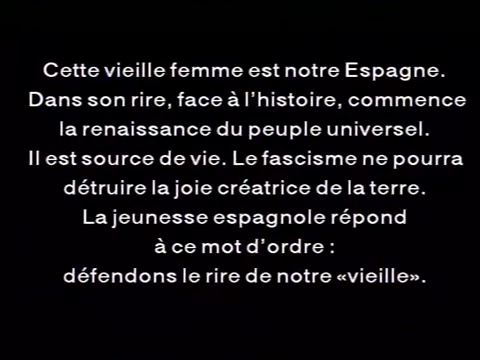 Cette vieille femme est notre Espagne.
Dans son rire, face à l’histoire, commence
la renaissance du peuple universel.
Il est source de vie. Le fascisme ne pourra
détruire la joie créatrice de la terre.
La jeunesse espagnole répond
à ce mot d’ordre :
défendons le rire de notre «vieille».